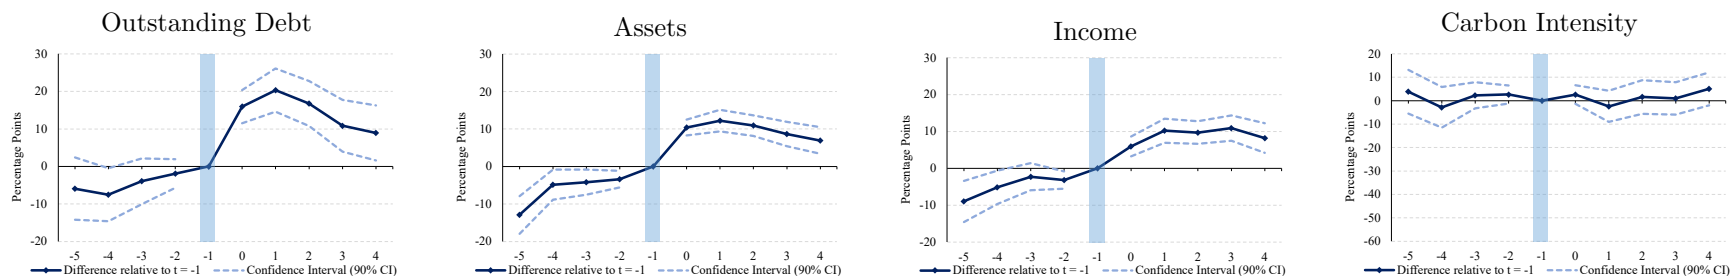 Outstanding Debt
30
20
10
0
-10
-20
Percentage Points
-5 -4 -3 -2 -1 0 1 2 3 4
Difference relative to t = -1 Confidence Interval (90% CI)
Assets
30
20
10
0
-10
-20
Percentage Points
-5 -4 -3 -2 -1 0 1 2 3 4
Difference relative to t = -1 Confidence Interval (90% CI)
Income
30
20
10
0
-10
-20
Percentage Points
-5 -4 -3 -2 -1 0 1 2 3 4
Difference relative to t = -1 Confidence Interval (90% CI)
Carbon Intensity
20
10
0
-10
-20
-30
-40
-50
-60
Percentage Points
-5 -4 -3 -2 -1 0 1 2 3 4
Difference relative to t = -1 Confidence Interval (90% CI)